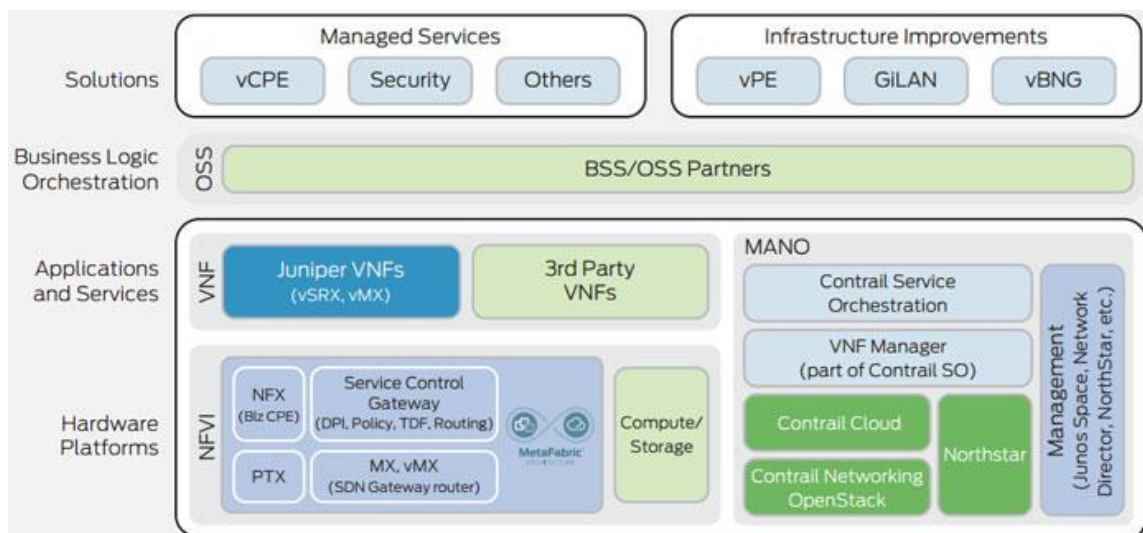 Managed Services
Infrastructure Improvements
Solutions
vCPE
Security
Others
vPE
GiLAN
vBNG
Business Logic
Orchestration
OSS
BSS/OSS Partners
Applications
and Services
VNF
Juniper VNFs
(vSRX, vMX)
3rd Party
VNFs
MANO
Contrail Service
Orchestration
VNF Manager
(part of Contrail SO)
Contrail Cloud
Contrail Networking
OpenStack
Northstar
Management
(Junos Space, Network
Director, NorthStar, etc.)
Hardware
Platforms
NFVI
NFX
(Biz CPE)
Service Control
Gateway
(DPI, Policy, TDF, Routing)
PTX
MX, vMX
(SDN Gateway router)
MetaFabric
ARCHITECTURE
Compute/
Storage